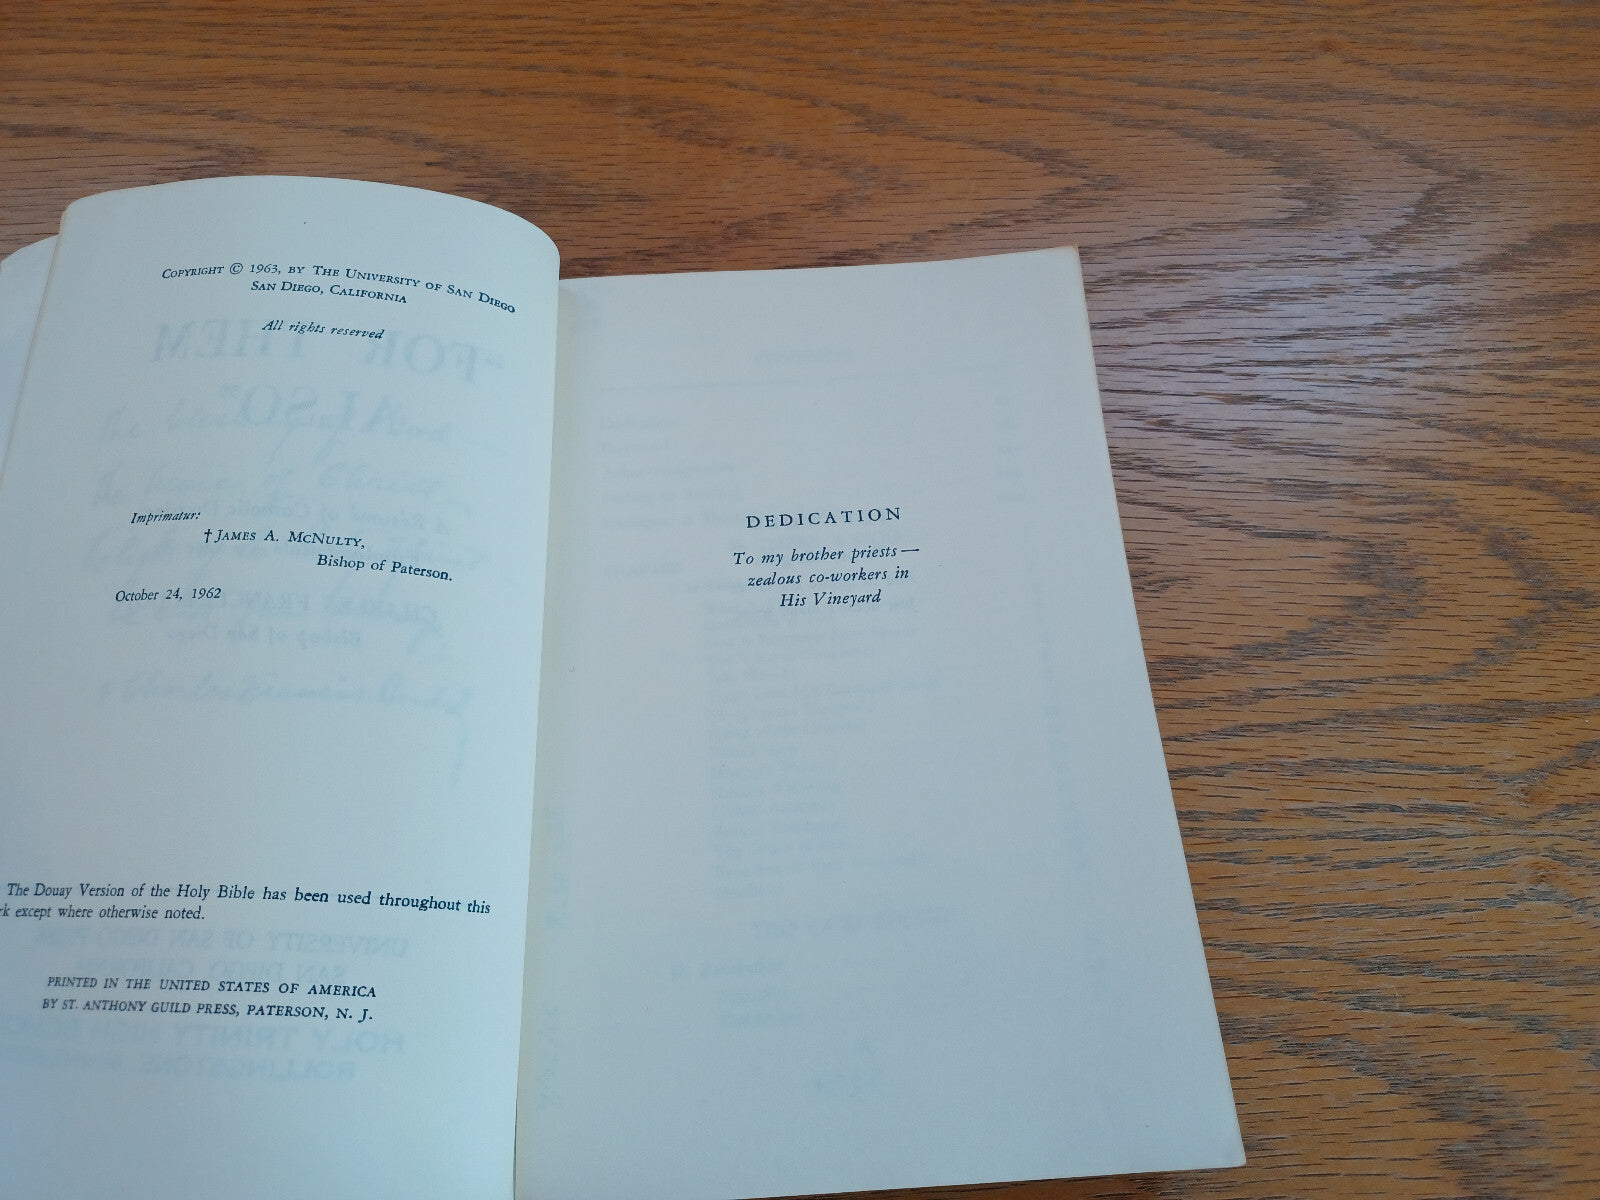 COPYRIGHT © 1963, BY THE UNIVERSITY OF SAN DIEGO
SAN DIEGO, CALIFORNIA
All rights reserved
Imprimatur:
† JAMES A. MCNULTY,
Bishop of Paterson.
October 24, 1962
The Douay Version of the Holy Bible has been used throughout this
except where otherwise noted.
PRINTED IN THE UNITED STATES OF AMERICA
BY ST. ANTHONY GUILD PRESS, PATERSON, N. J.
DEDICATION
To my brother priests —
zealous co-workers in
His Vineyard